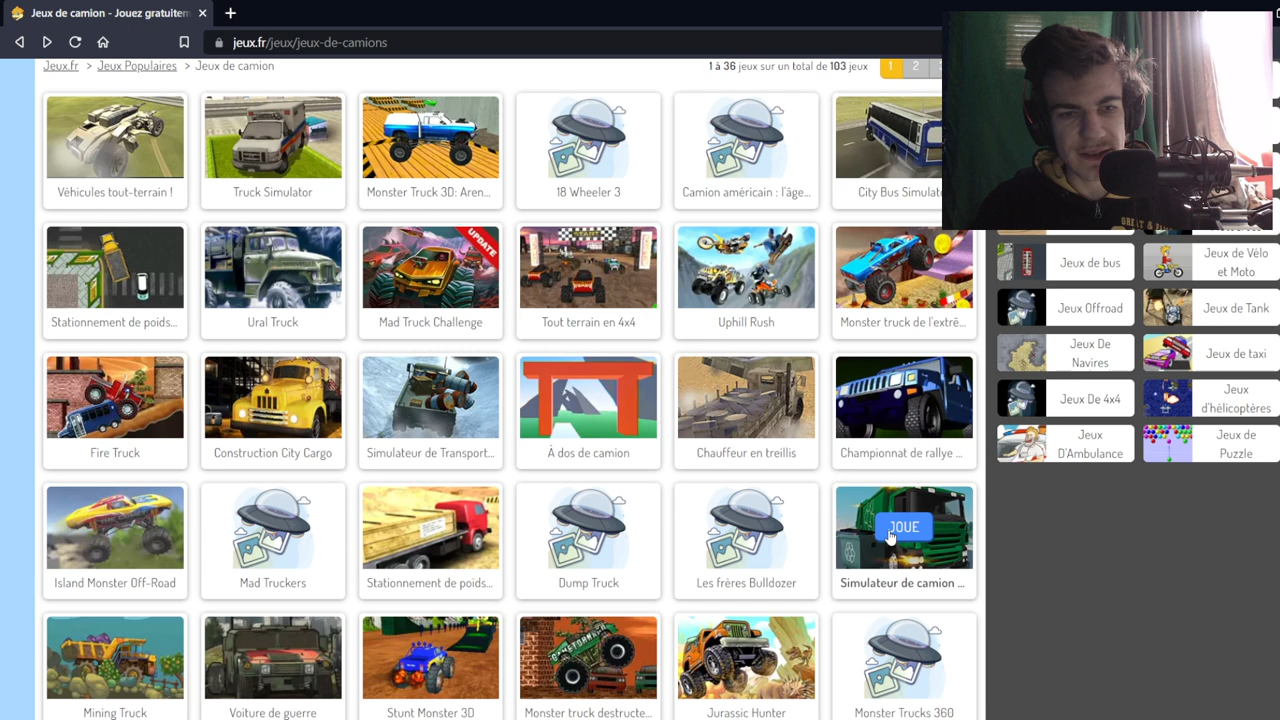 Jeux de camion - Jouez gratuitem
jeux.fr/jeux/jeux-de-camions
Jeux.fr > Jeux Populaires > Jeux de camion
1 à 36 jeux sur un total de 103 jeux
1 2
Véhicules tout-terrain !
Truck Simulator
Monster Truck 3D: Aren...
18 Wheeler 3
Camion américain : l'âge...
City Bus Simulato
Stationnement de poids...
Ural Truck
UPDATE
Mad Truck Challenge
Tout terrain en 4x4
Uphill Rush
Monster truck de l'extrê...
Fire Truck
Construction City Cargo
Simulateur de Transport...
À dos de camion
Chauffeur en treillis
Championnat de rallye ...
Island Monster Off-Road
Mad Truckers
Stationnement de poids...
Dump Truck
Les frères Bulldozer
JOUE
Simulateur de camion ...
Mining Truck
Voiture de guerre
Stunt Monster 3D
Monster truck destructe...
Jurassic Hunter
Monster Trucks 360
Jeux de bus
Jeux de Vélo
et Moto
Jeux Offroad
Jeux de Tank
Jeux De
Navires
Jeux de taxi
Jeux De 4x4
Jeux
d'hélicoptères
Jeux
D'Ambulance
Jeux de
Puzzle